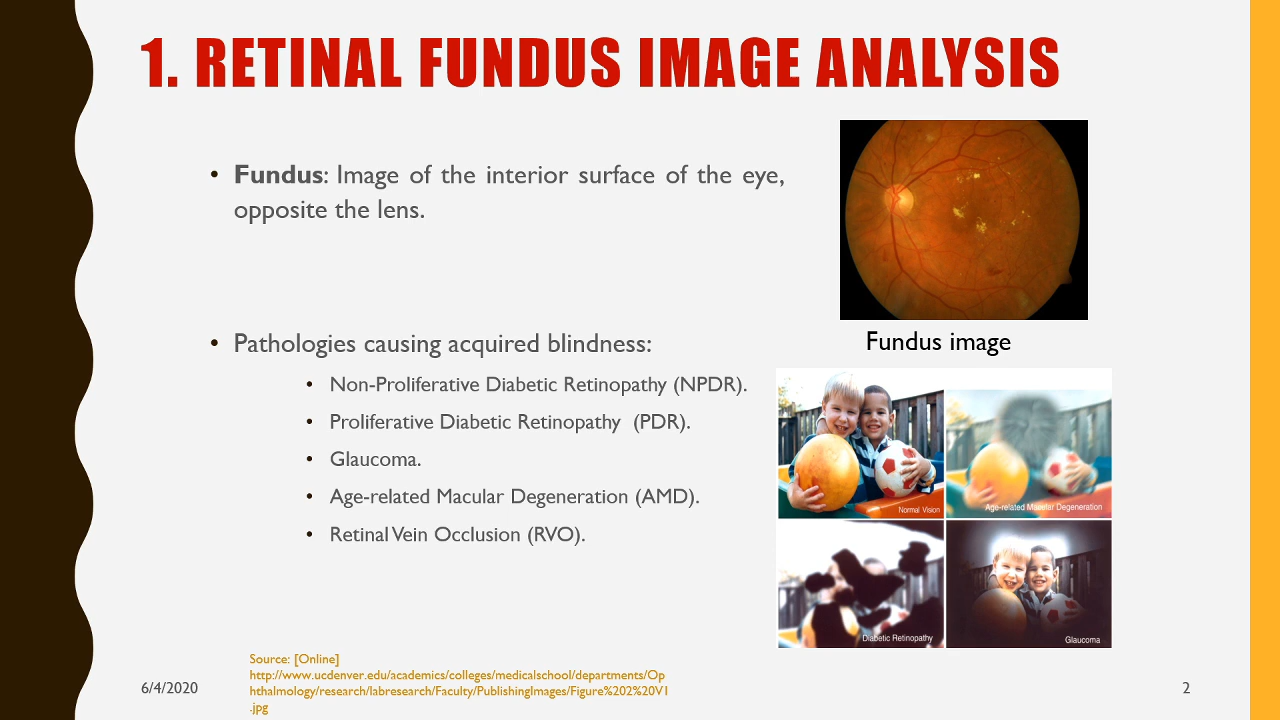 1. RETINAL FUNDUS IMAGE ANALYSIS
• Fundus: Image of the interior surface of the eye,
opposite the lens.
• Pathologies causing acquired blindness:
• Non-Proliferative Diabetic Retinopathy (NPDR).
• Proliferative Diabetic Retinopathy (PDR).
• Glaucoma.
• Age-related Macular Degeneration (AMD).
• Retinal Vein Occlusion (RVO).
Fundus image
Normal Vision
Age-related Macular Degeneration
Diabetic Retinopathy
Glaucoma
Source: [Online]
http://www.ucdenver.edu/academics/colleges/medicalschool/departments/Op
hthalmology/research/labresearch/Faculty/PublishingImages/Figure%202%20V1
.jpg
6/4/2020
2